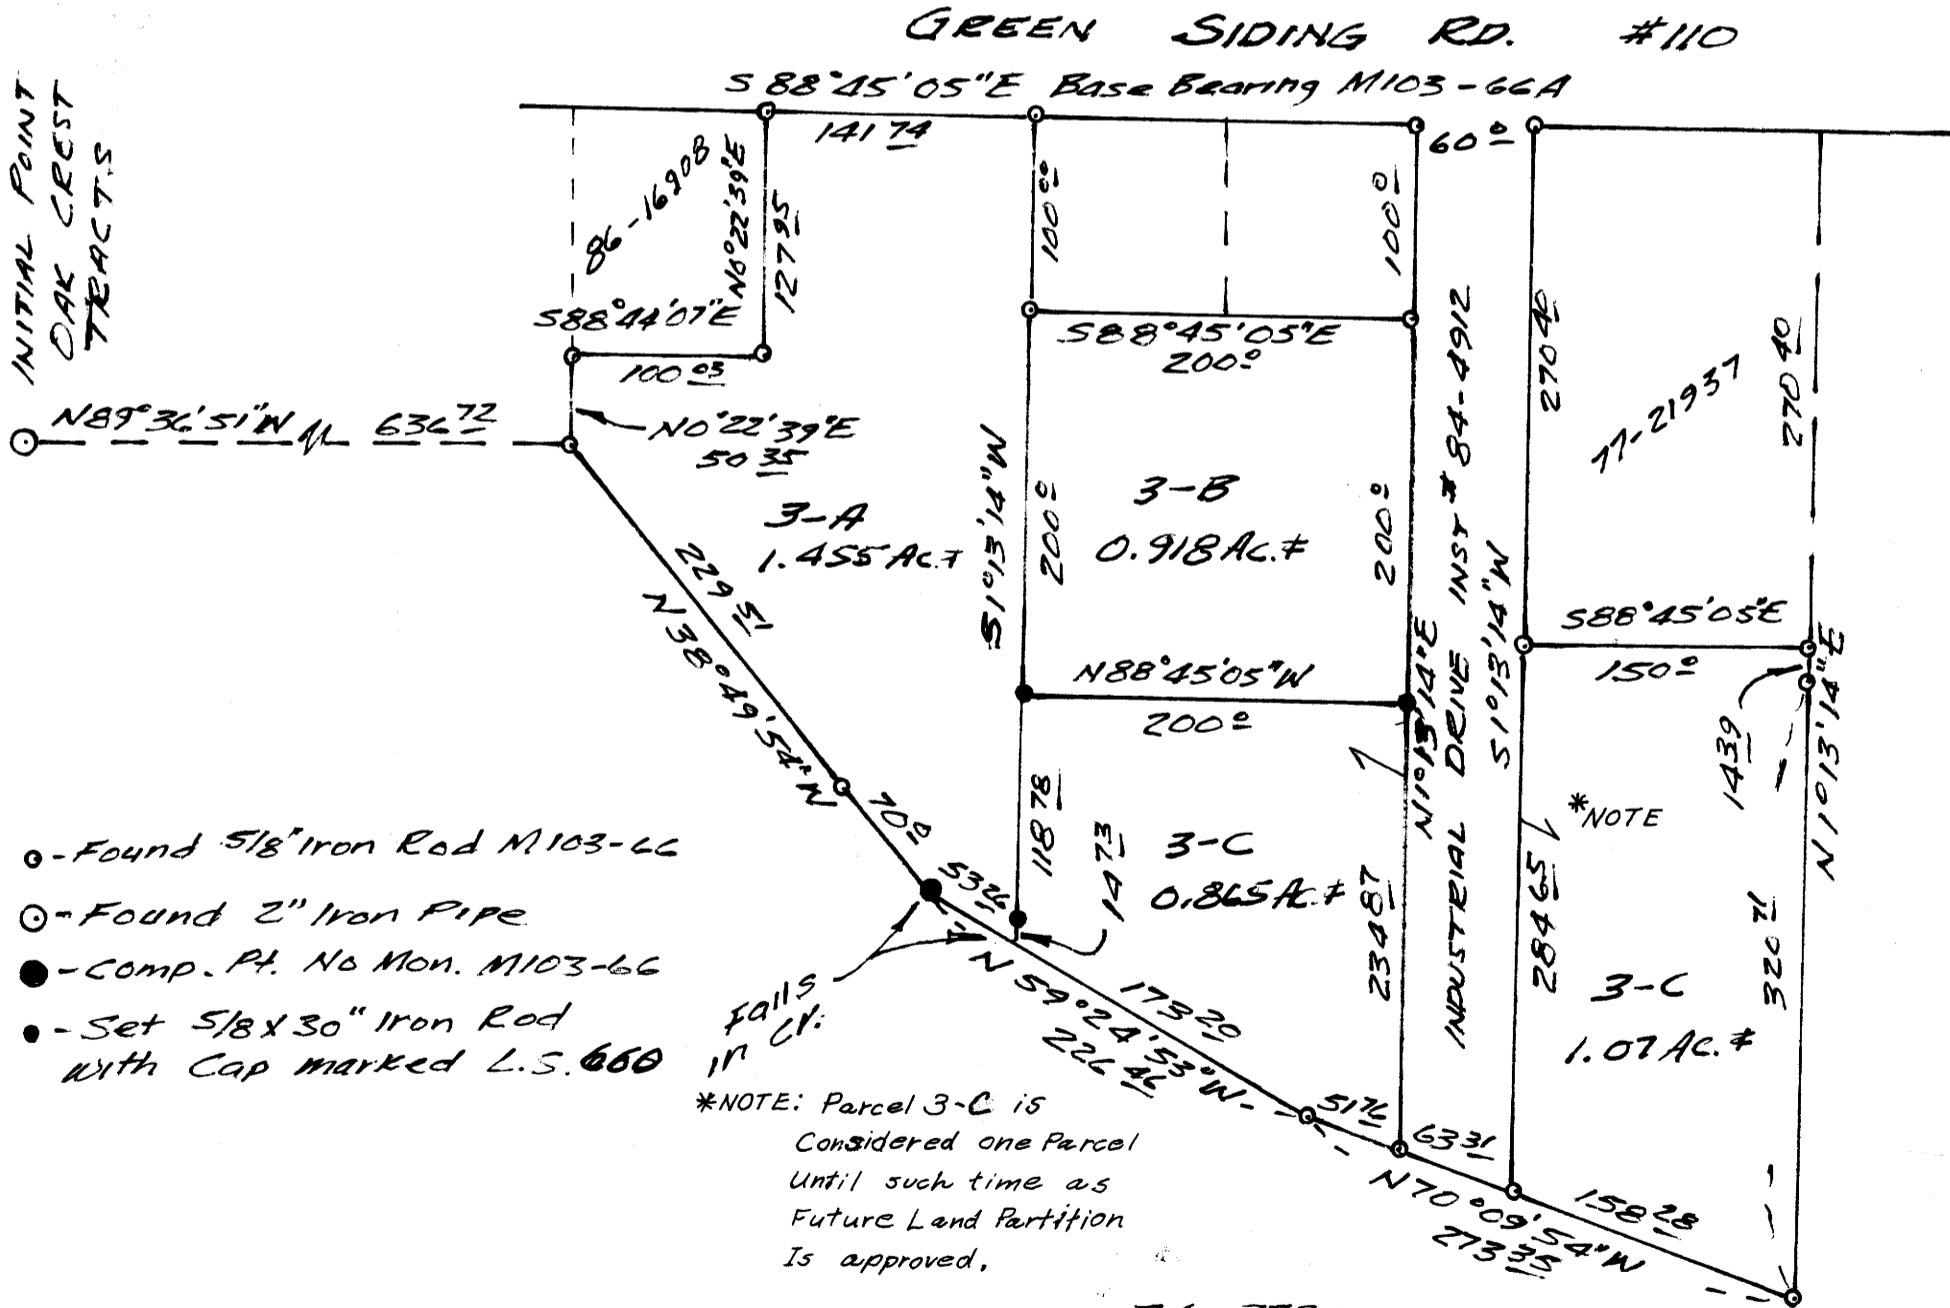 GREEN SIDING RD. #110
S 88°45'05"E Base Bearing M103-66A
INITIAL POINT
OAK CREST
TRACTS
141 74
60 0
86-16908
N0°22'39"E
127 95
100 00
100 0
S88°44'07"E
100 03
S88°45'05"E
200 0
N89°36'51"W
636 72
N0°22'39"E
50 35
270 40
270 40
77-21937
3-A
1.455 Ac.±
S1°13'14"W
200 0
3-B
0.918 Ac.±
200 0
N1°13'14"E
INDUSTRIAL DRIVE INST # 84-4912
S1°13'14"W
S88°45'05"E
150 0
14 39
N1°13'14"E
229 51
N38°49'54"W
N88°45'05"W
200 0
70 0
53 26
118 78
14 73
3-C
0.865 Ac.±
234 87
284 65
*NOTE
3-C
1.07 Ac.±
320 71
-Found 5/8" Iron Rod M103-66
-Found 2" Iron Pipe
-Comp. Pt. No Mon. M103-66
-Set 5/8 x 30" Iron Rod
with Cap marked L.S. 660
Falls
in Cr.
173 20
N59°24'53"W
226 46
51 76
63 31
158 28
N70°09'54"W
273 35
*NOTE: Parcel 3-C is
Considered one Parcel
Until such time as
Future Land Partition
Is approved.